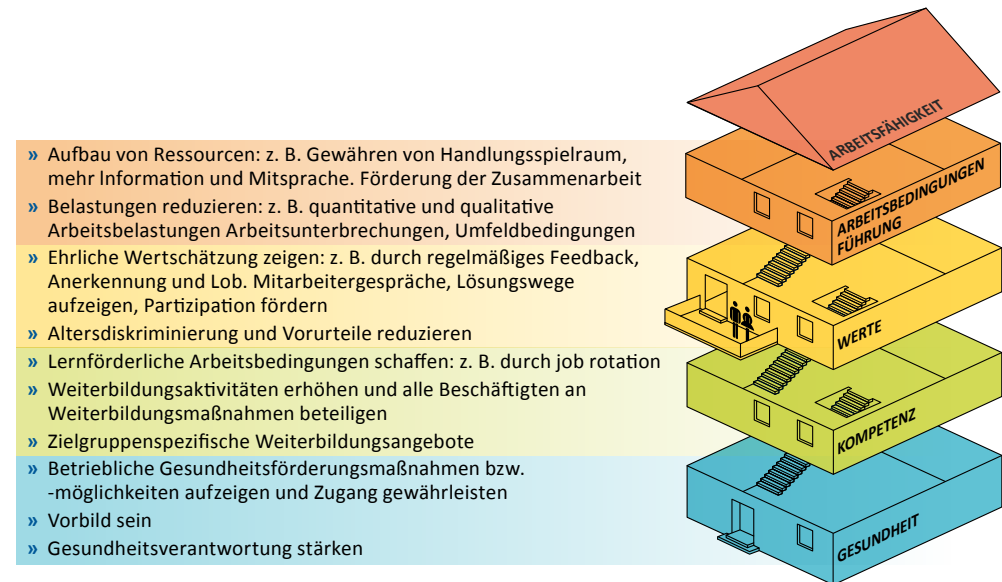 » Aufbau von Ressourcen: z. B. Gewähren von Handlungsspielraum,
mehr Information und Mitsprache. Förderung der Zusammenarbeit
» Belastungen reduzieren: z. B. quantitative und qualitative
Arbeitsbelastungen Arbeitsunterbrechungen, Umfeldbedingungen
» Ehrliche Wertschätzung zeigen: z. B. durch regelmäßiges Feedback,
Anerkennung und Lob. Mitarbeitergespräche, Lösungswege
aufzeigen, Partizipation fördern
» Altersdiskriminierung und Vorurteile reduzieren
» Lernförderliche Arbeitsbedingungen schaffen: z. B. durch job rotation
» Weiterbildungsaktivitäten erhöhen und alle Beschäftigten an
Weiterbildungsmaßnahmen beteiligen
» Zielgruppenspezifische Weiterbildungsangebote
» Betriebliche Gesundheitsförderungsmaßnahmen bzw.
-möglichkeiten aufzeigen und Zugang gewährleisten
» Vorbild sein
» Gesundheitsverantwortung stärken
ARBEITSFÄHIGKEIT
ARBEITSBEDINGUNGEN
FÜHRUNG
WERTE
KOMPETENZ
GESUNDHEIT